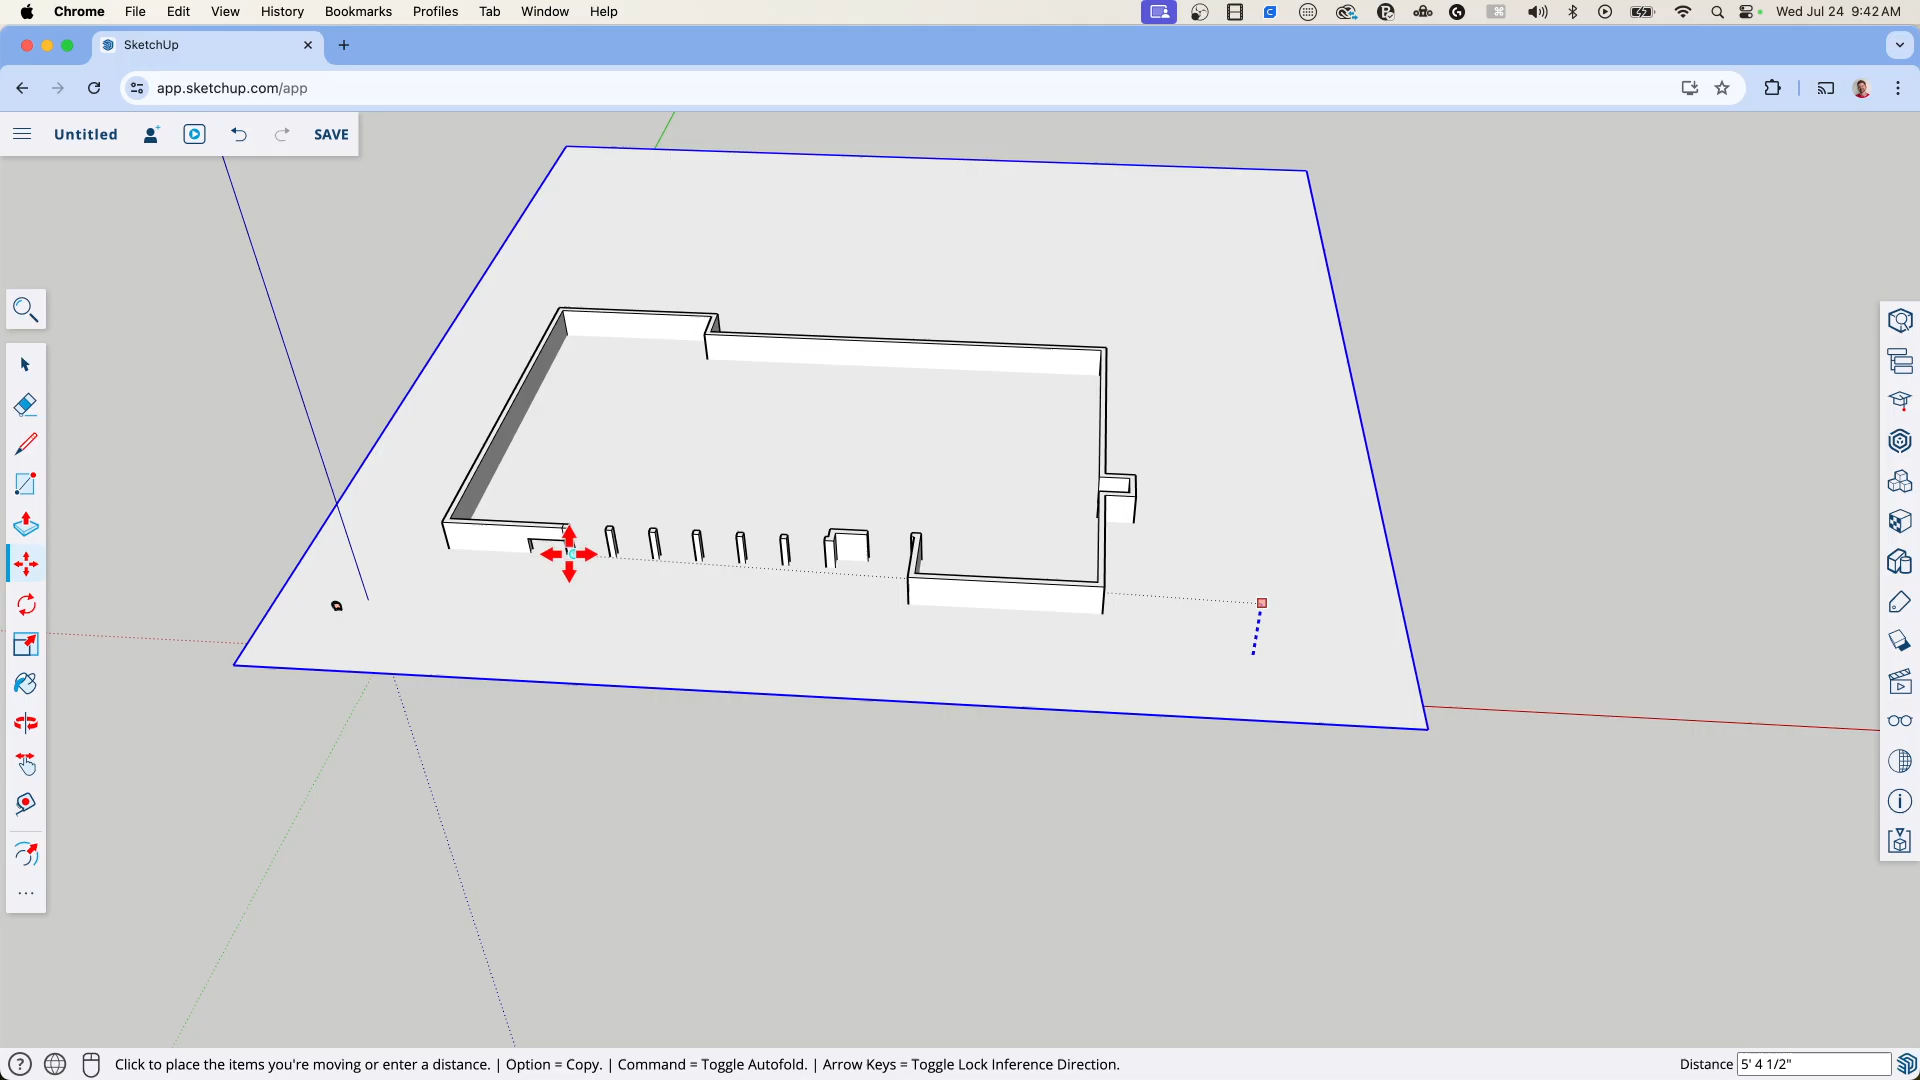 Chrome File Edit View History Bookmarks Profiles Tab Window Help Wed Jul 24 9:42 AM
SketchUp
app.sketchup.com/app
Untitled SAVE
Click to place the items you're moving or enter a distance. | Option = Copy. | Command = Toggle Autofold. | Arrow Keys = Toggle Lock Inference Direction. Distance 5' 4 1/2"